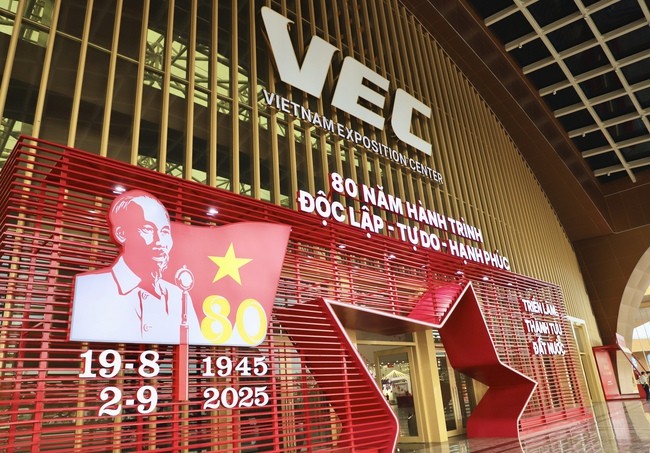 VEC
VIETNAM EXPOSITION CENTER
80 NĂM HÀNH TRÌNH
ĐỘC LẬP - TỰ DO - HẠNH PHÚC
80
19-8 1945
2-9 2025
TRIỂN LÃM
THÀNH TỰU
ĐẤT NƯỚC